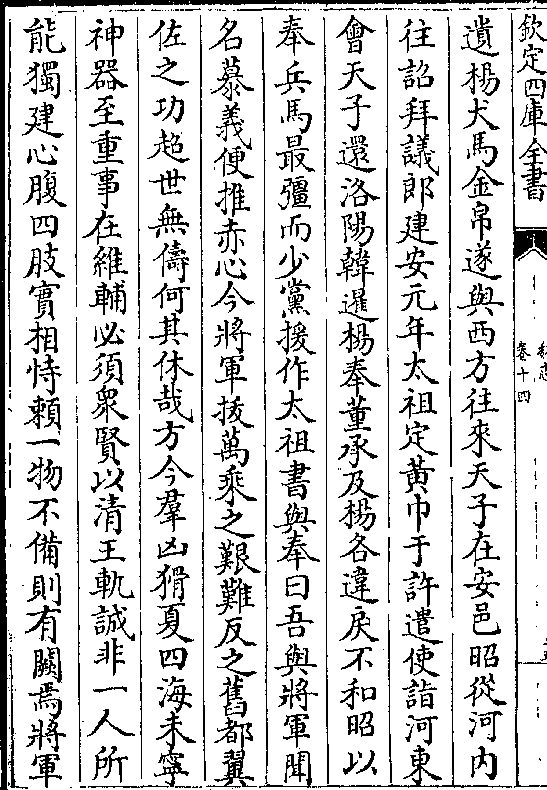 欽定四庫全書
卷十四
遺楊犬馬金帛遂與西方往來天子在安邑昭從河内
往詔拜議郎建安元年太祖定黃巾于許遣使詣河東
會天子還洛陽韓暹楊奉董承及楊各違戾不和昭以
奉兵馬最彊而少黨援作太祖書與奉曰吾與將軍聞
名慕義便推赤心今將軍拔萬乘之艱難反之舊都翼
佐之功超世無儔何其休哉方今羣凶猾夏四海未寧
神器至重事在維輔必須衆賢以清王軌誠非一人所
能獨建心腹四肢實相恃賴一物不備則有闕焉將軍